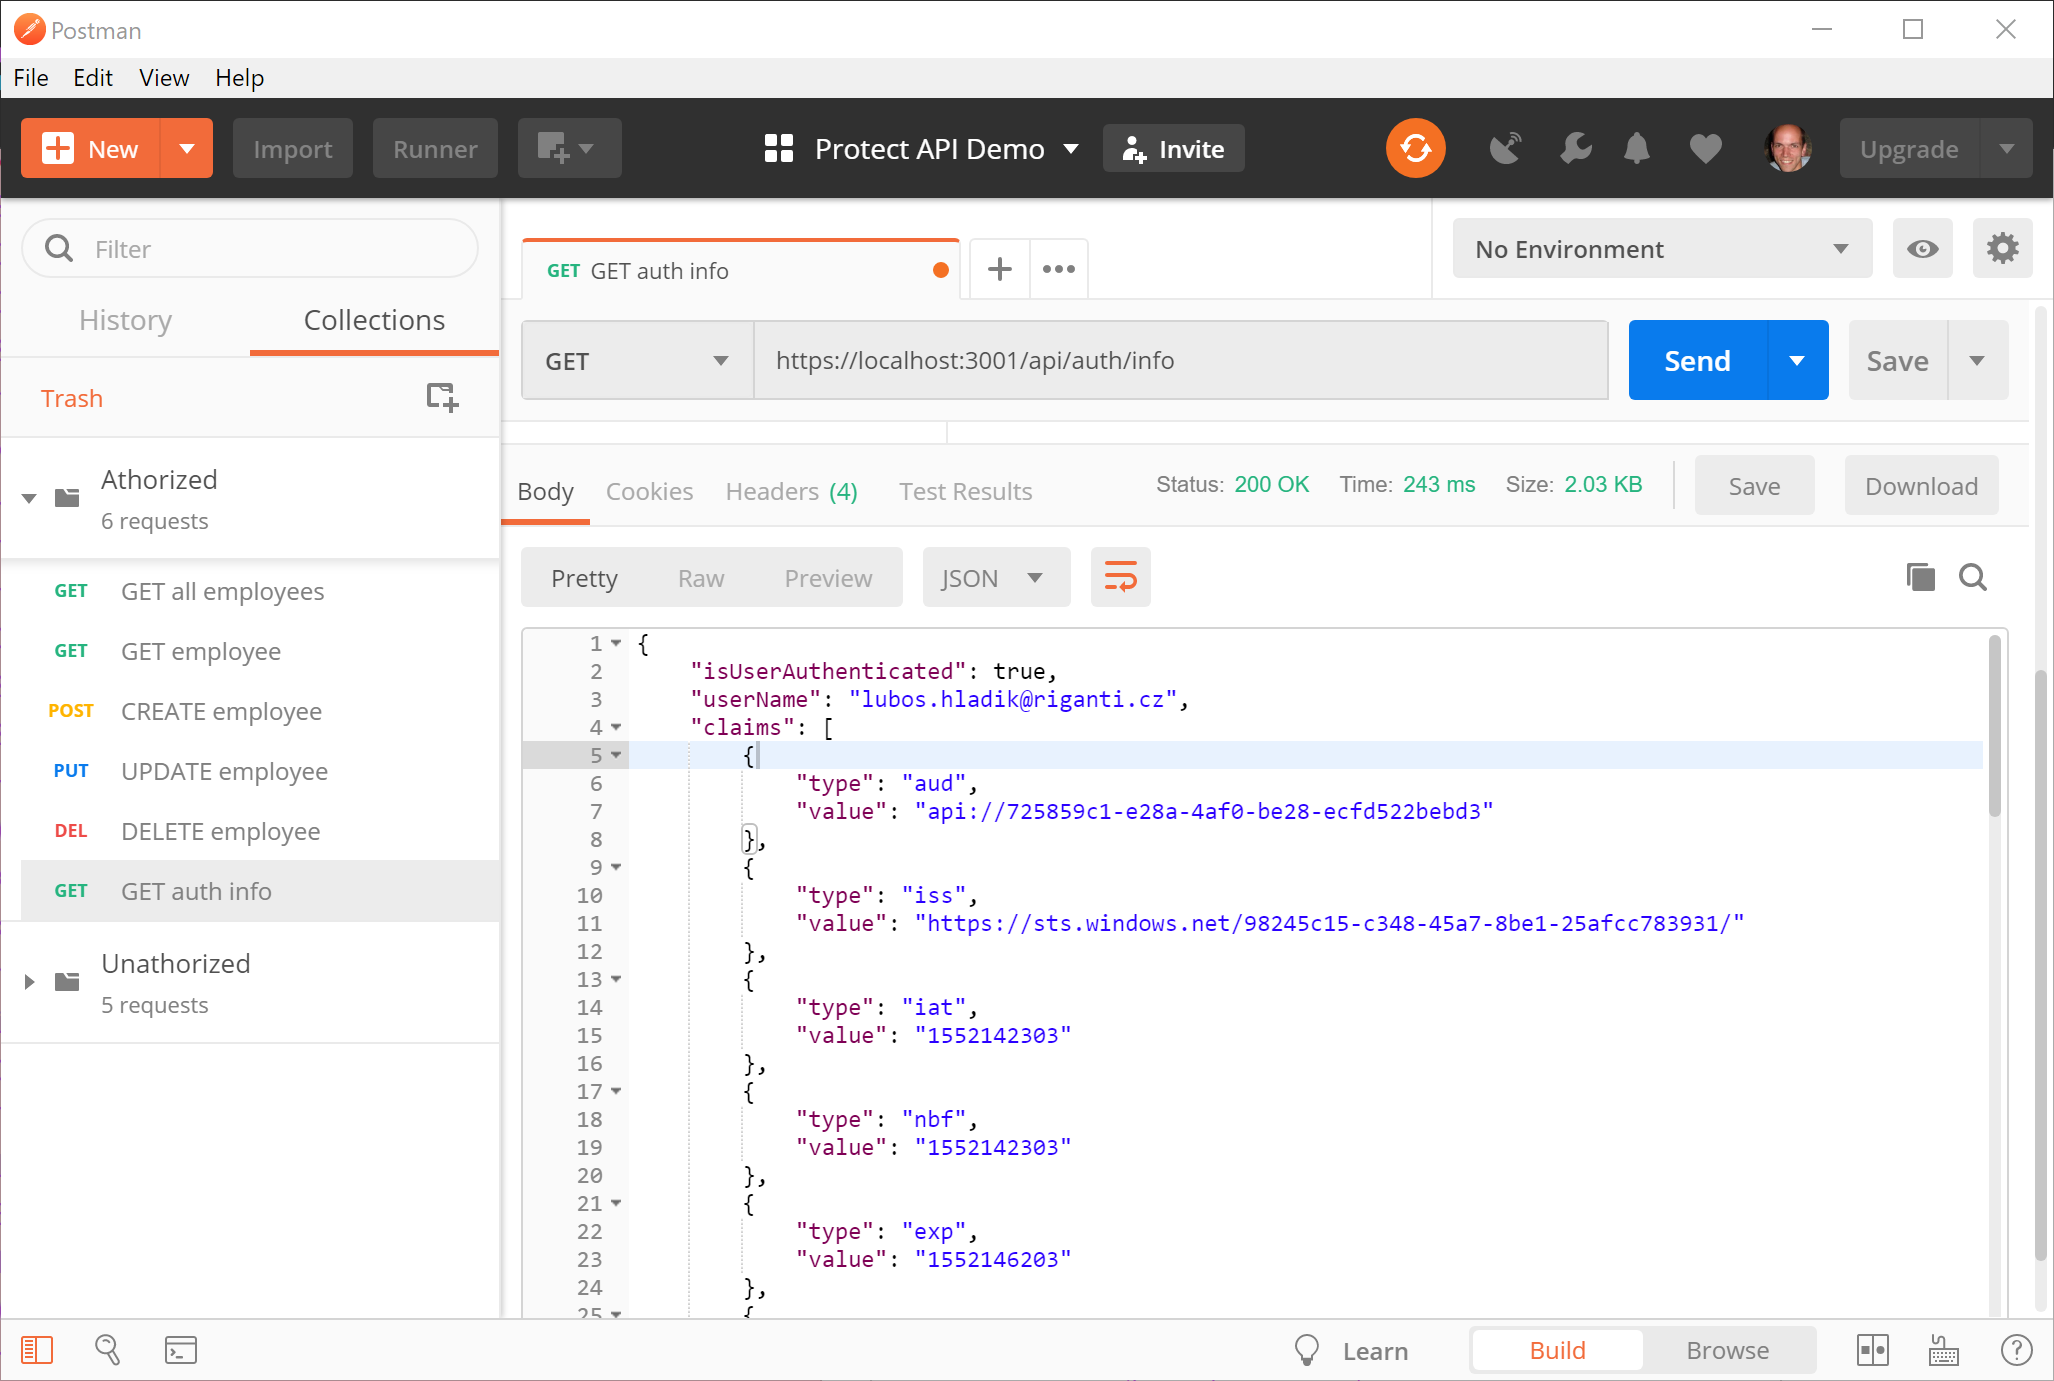 Postman
File Edit View Help
New Import Runner Protect API Demo Invite Upgrade
Filter
History Collections
Trash
Athorized
6 requests
GET GET all employees
GET GET employee
POST CREATE employee
PUT UPDATE employee
DEL DELETE employee
GET GET auth info
Unathorized
5 requests
GET GET auth info
No Environment
GET https://localhost:3001/api/auth/info Send Save
Body Cookies Headers (4) Test Results Status: 200 OK Time: 243 ms Size: 2.03 KB Save Download
Pretty Raw Preview JSON
1 {
2 "isUserAuthenticated": true,
3 "userName": "lubos.hladik@riganti.cz",
4 "claims": [
5 {
6 "type": "aud",
7 "value": "api://725859c1-e28a-4af0-be28-ecfd522bebd3"
8 },
9 {
10 "type": "iss",
11 "value": "https://sts.windows.net/98245c15-c348-45a7-8be1-25afcc783931/"
12 },
13 {
14 "type": "iat",
15 "value": "1552142303"
16 },
17 {
18 "type": "nbf",
19 "value": "1552142303"
20 },
21 {
22 "type": "exp",
23 "value": "1552146203"
24 },
25 {
Learn Build Browse